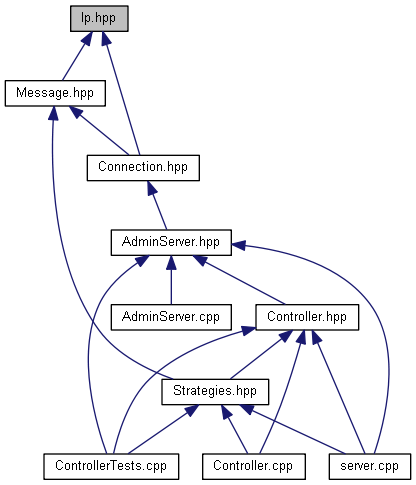 Ip.hpp
Message.hpp
Connection.hpp
AdminServer.hpp
AdminServer.cpp
Controller.hpp
Strategies.hpp
ControllerTests.cpp
Controller.cpp
server.cpp